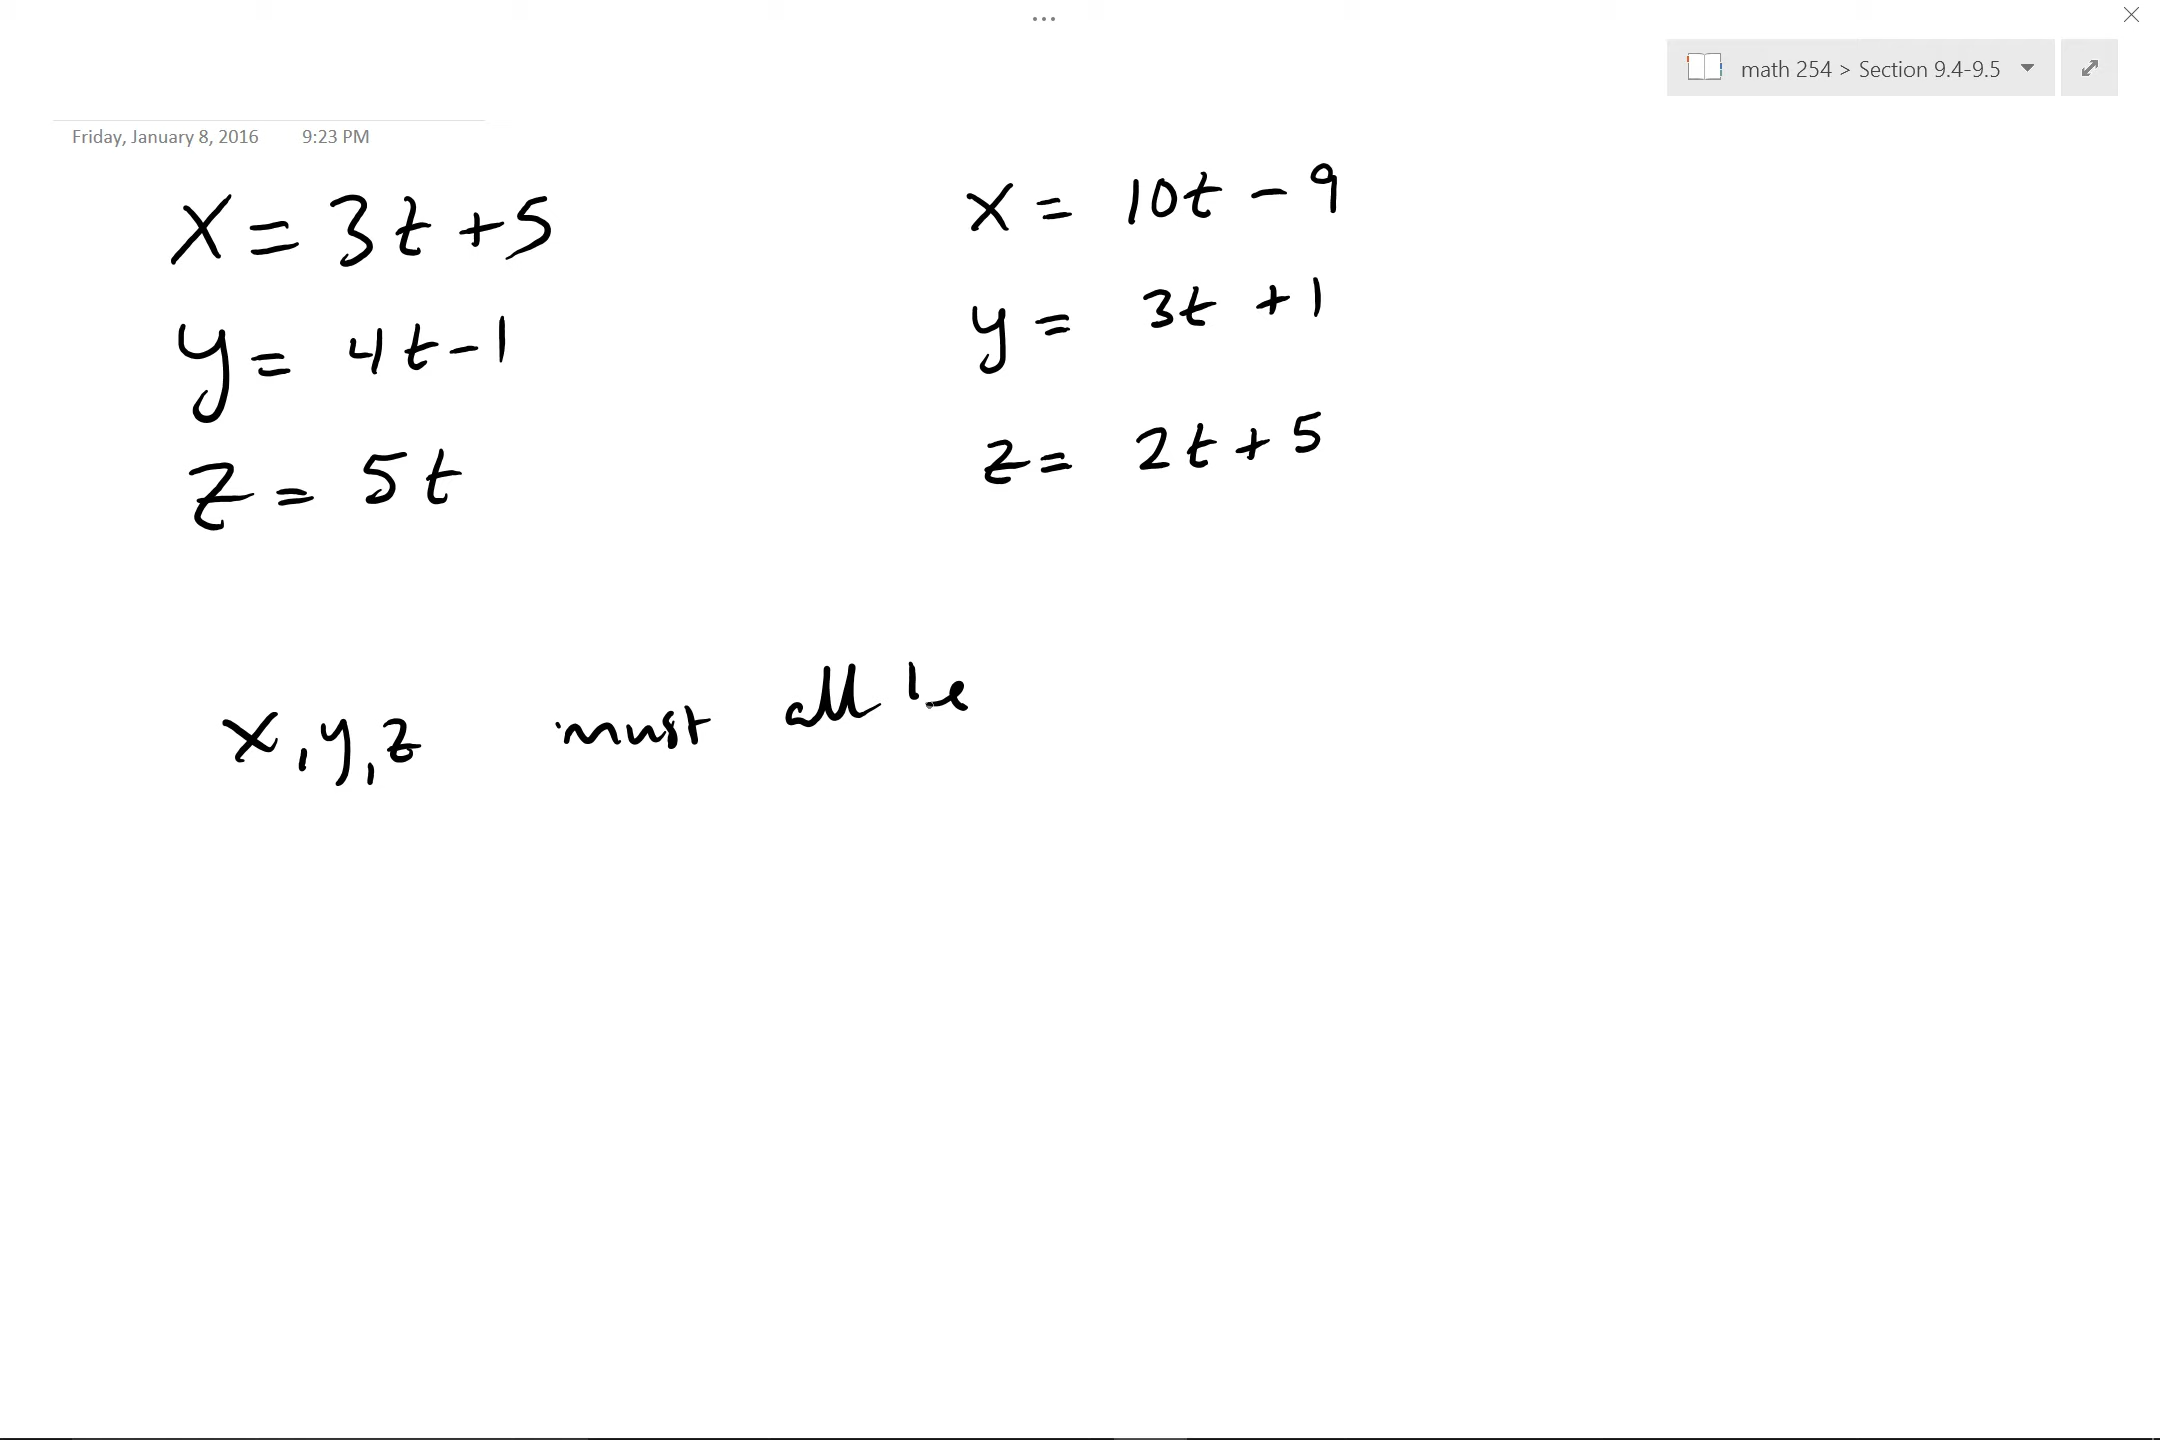 ...
math 254 > Section 9.4-9.5
Friday, January 8, 2016 9:23 PM
x = 3t + 5
y = 4t - 1
z = 5t
x = 10t - 9
y = 3t + 1
z = 2t + 5
x, y, z must all be